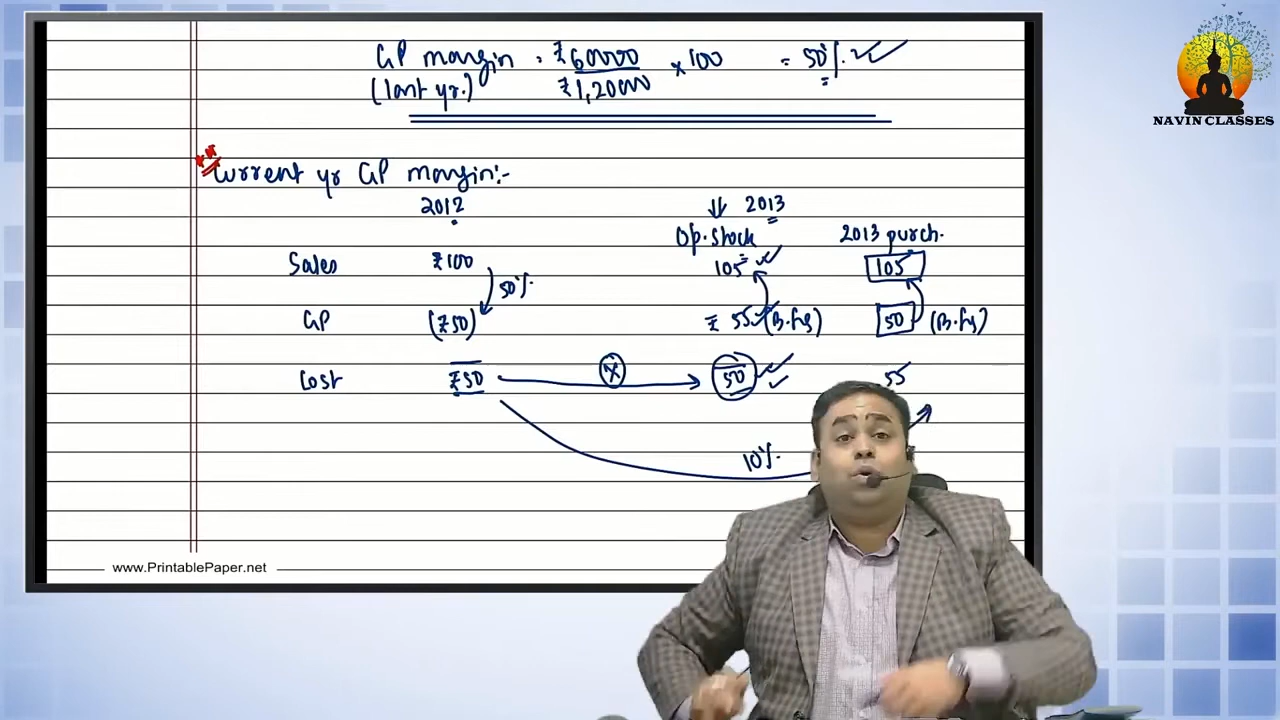 GP margin = ₹60000 / ₹1,20000 × 100 = 50%
(last yr.)
Current yr GP margin:-
2012 2013
Op. Stock 2013 purch.
Sales ₹100 105 105
50%
GP (₹50) ₹ 55 (B.fig) 50 (B.fig)
Cost ₹50 × 50 55
10%
www.PrintablePaper.net
NAVIN CLASSES